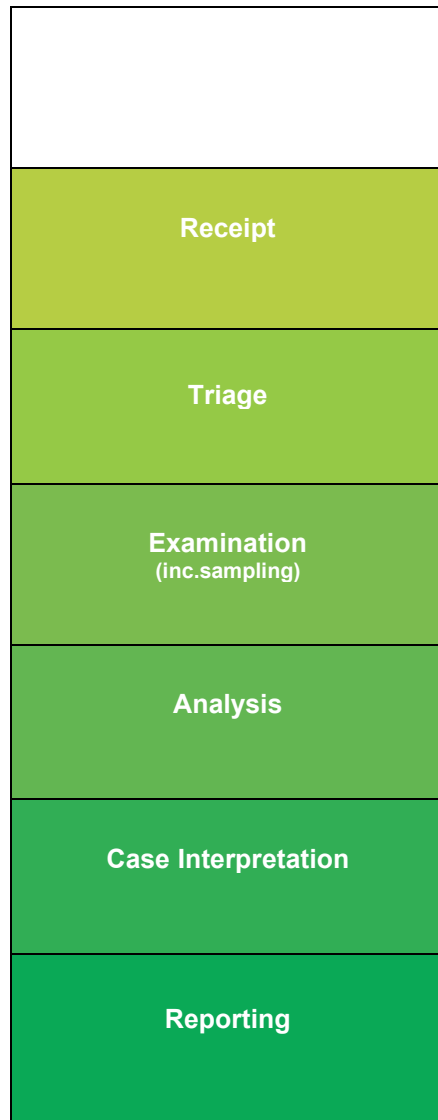 Receipt
Triage
Examination
(inc.sampling)
Analysis
Case Interpretation
Reporting